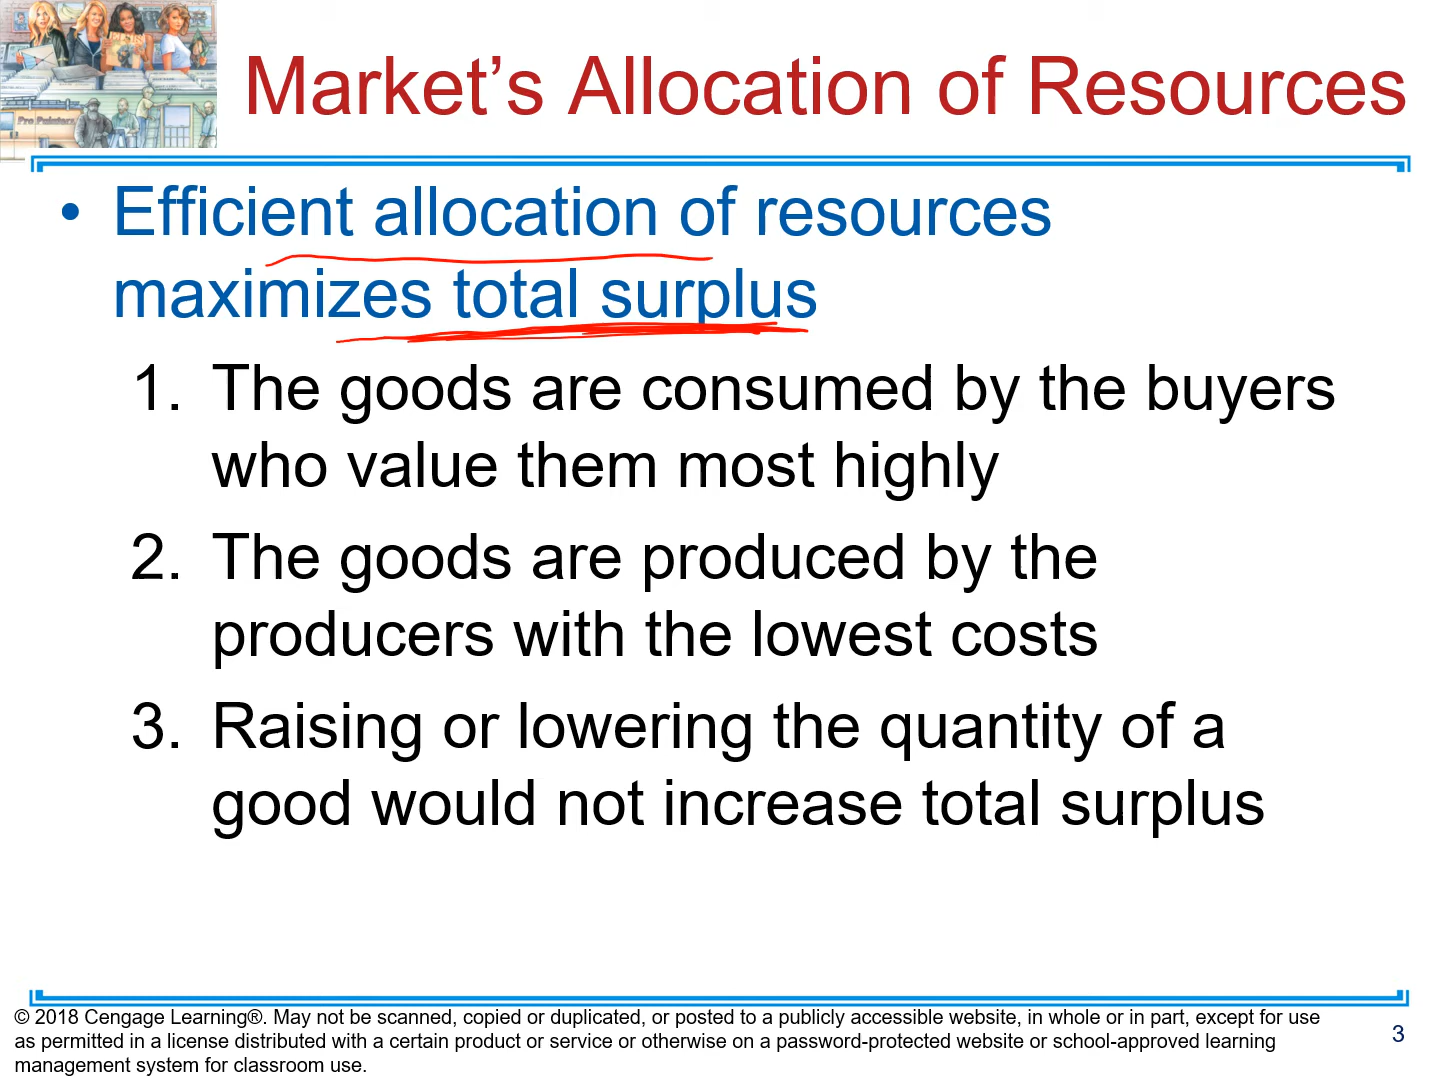 Pro Painters
Market’s Allocation of Resources
• Efficient allocation of resources
maximizes total surplus
1. The goods are consumed by the buyers
who value them most highly
2. The goods are produced by the
producers with the lowest costs
3. Raising or lowering the quantity of a
good would not increase total surplus
© 2018 Cengage Learning®. May not be scanned, copied or duplicated, or posted to a publicly accessible website, in whole or in part, except for use
as permitted in a license distributed with a certain product or service or otherwise on a password-protected website or school-approved learning
management system for classroom use.
3